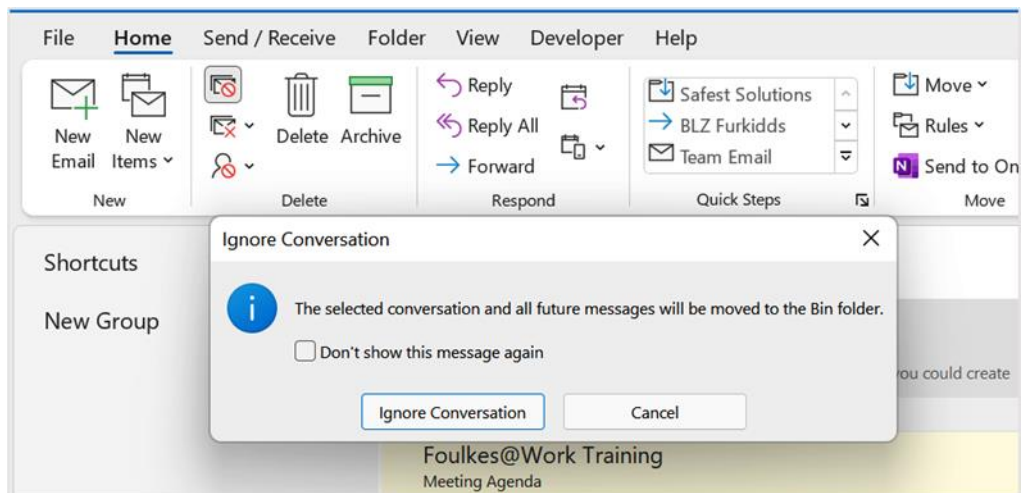 File Home Send / Receive Folder View Developer Help
New Email
New Items
New
Delete
Archive
Delete
Reply
Reply All
Forward
Respond
Safest Solutions
BLZ Furkidds
Team Email
Quick Steps
Move
Rules
Send to On
Move
Shortcuts
New Group
Ignore Conversation
The selected conversation and all future messages will be moved to the Bin folder.
Don't show this message again
Ignore Conversation Cancel
you could create
Foulkes@Work Training
Meeting Agenda